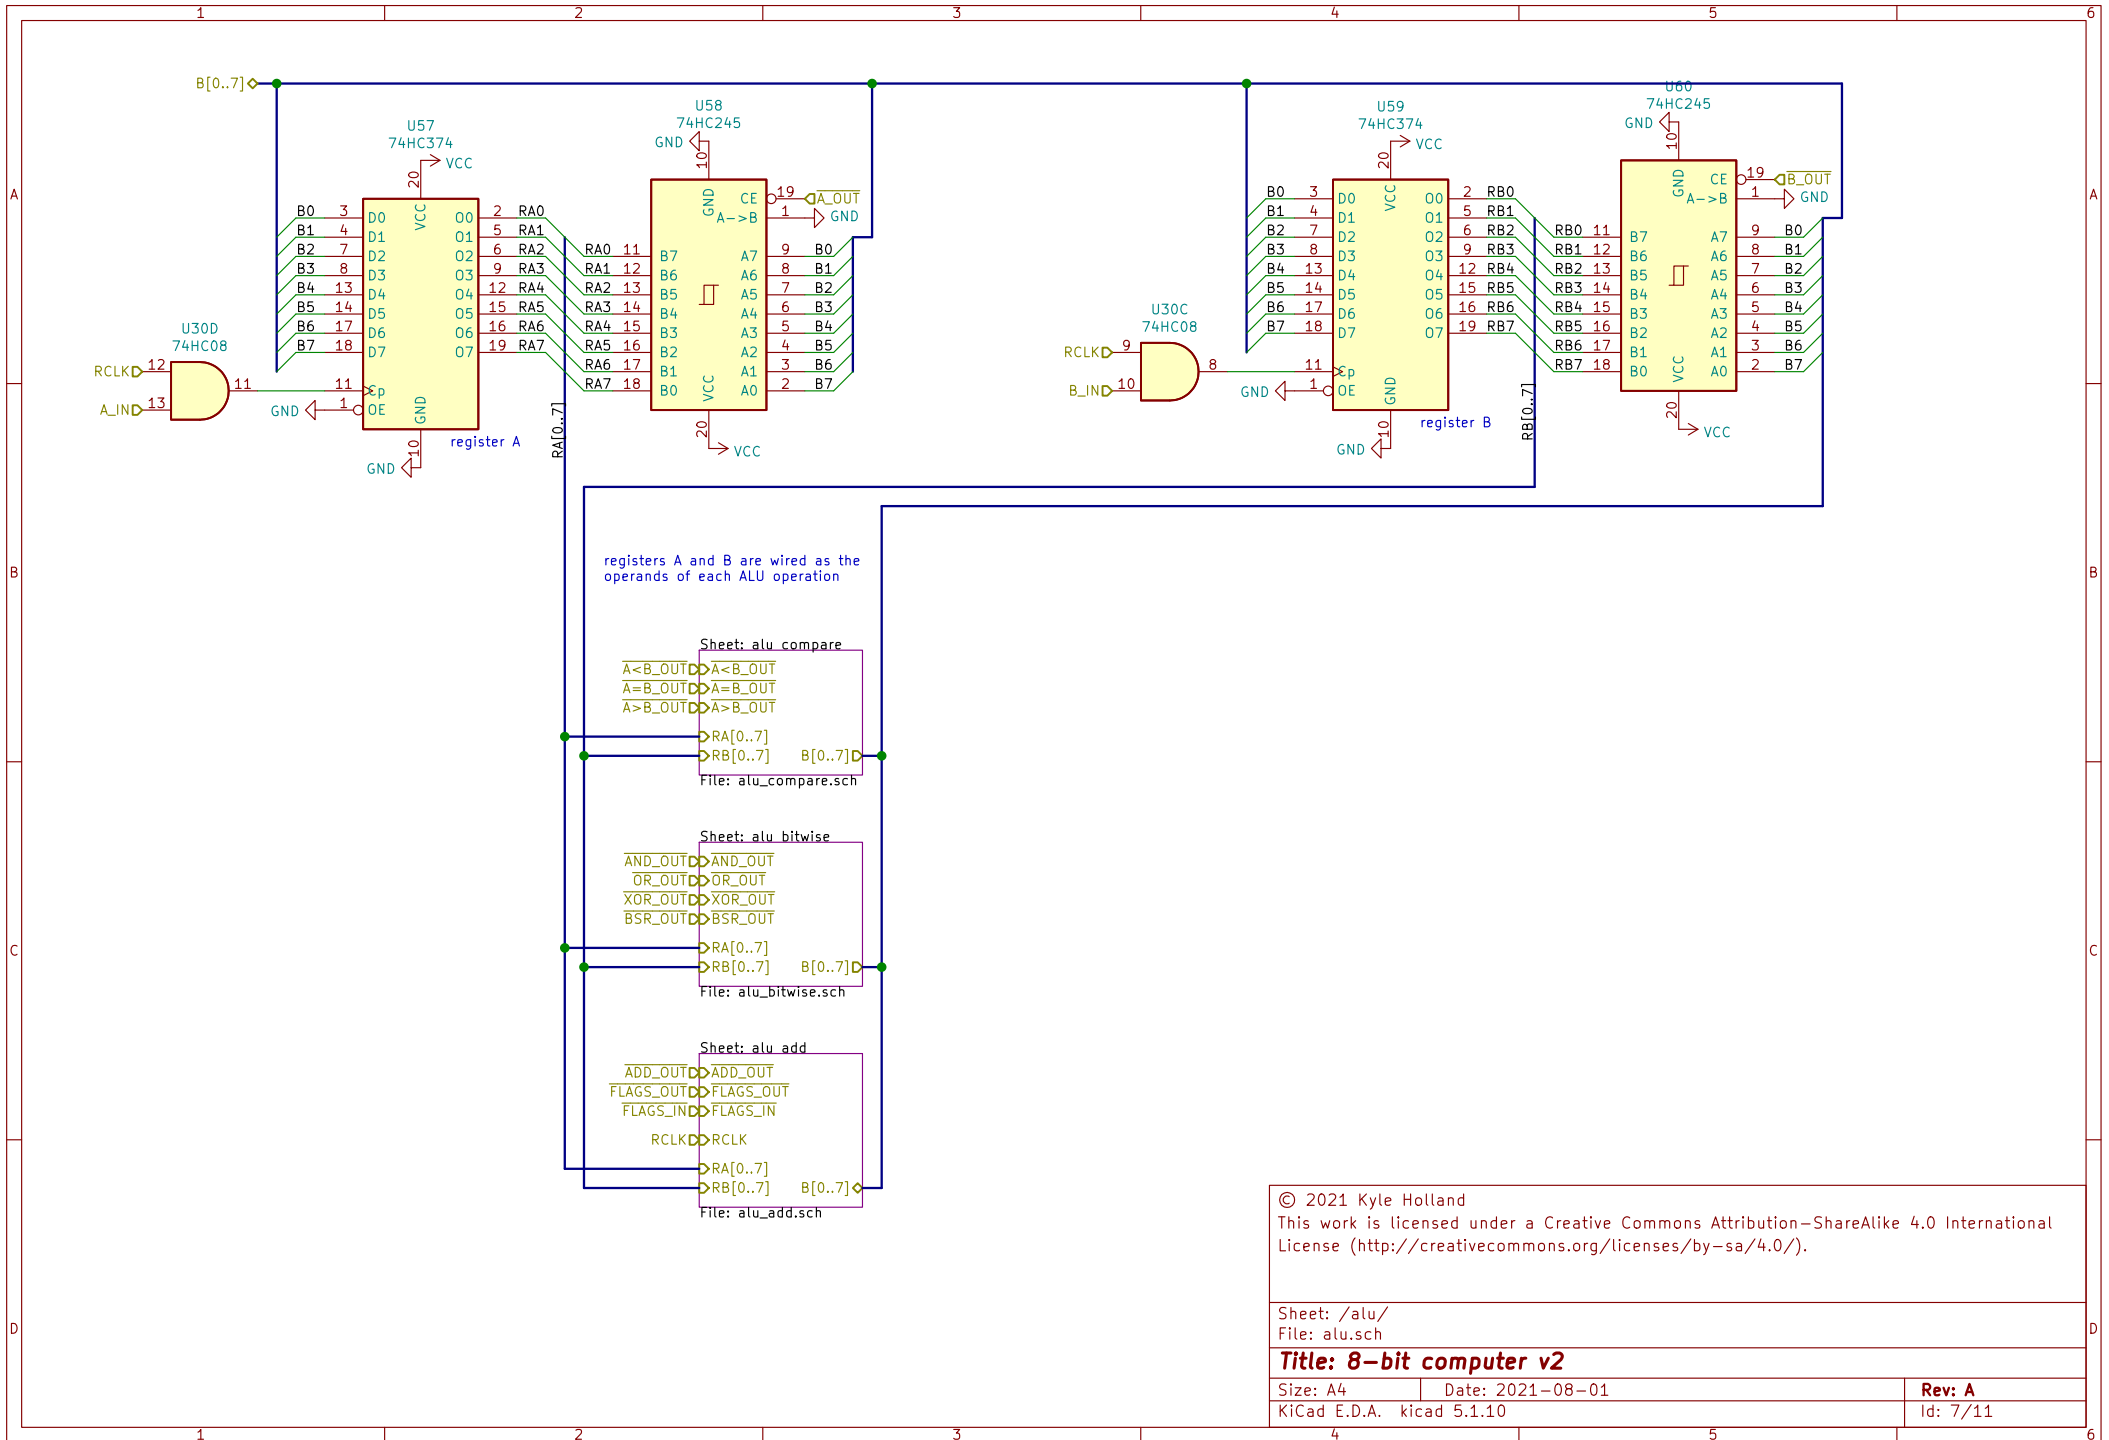 1 2 3 4 5 6
A
B
C
D
A
B
C
D
1 2 3 4 5 6
B[0..7]
U57
74HC374
VCC
20
VCC
B0 3 D0 O0 2 RA0
B1 4 D1 O1 5 RA1
B2 7 D2 O2 6 RA2
B3 8 D3 O3 9 RA3
B4 13 D4 O4 12 RA4
B5 14 D5 O5 15 RA5
B6 17 D6 O6 16 RA6
B7 18 D7 O7 19 RA7
11 Cp
GND 1 OE
GND
10
GND
register A
U30D
74HC08
RCLK 12
A_IN 13
11
RA[0..7]
U58
74HC245
GND
10
GND
CE 19 A_OUT
A->B 1 GND
RA0 11 B7 A7 9 B0
RA1 12 B6 A6 8 B1
RA2 13 B5 A5 7 B2
RA3 14 B4 A4 6 B3
RA4 15 B3 A3 5 B4
RA5 16 B2 A2 4 B5
RA6 17 B1 A1 3 B6
RA7 18 B0 A0 2 B7
VCC
20
VCC
U30C
74HC08
RCLK 9
B_IN 10
8
U59
74HC374
VCC
20
VCC
B0 3 D0 O0 2 RB0
B1 4 D1 O1 5 RB1
B2 7 D2 O2 6 RB2
B3 8 D3 O3 9 RB3
B4 13 D4 O4 12 RB4
B5 14 D5 O5 15 RB5
B6 17 D6 O6 16 RB6
B7 18 D7 O7 19 RB7
11 Cp
GND 1 OE
GND
10
GND
register B
RB[0..7]
U60
74HC245
GND
10
GND
CE 19 B_OUT
A->B 1 GND
RB0 11 B7 A7 9 B0
RB1 12 B6 A6 8 B1
RB2 13 B5 A5 7 B2
RB3 14 B4 A4 6 B3
RB4 15 B3 A3 5 B4
RB5 16 B2 A2 4 B5
RB6 17 B1 A1 3 B6
RB7 18 B0 A0 2 B7
VCC
20
VCC
registers A and B are wired as the
operands of each ALU operation
Sheet: alu compare
A<B_OUT A<B_OUT
A=B_OUT A=B_OUT
A>B_OUT A>B_OUT
RA[0..7]
RB[0..7] B[0..7]
File: alu_compare.sch
Sheet: alu bitwise
AND_OUT AND_OUT
OR_OUT OR_OUT
XOR_OUT XOR_OUT
BSR_OUT BSR_OUT
RA[0..7]
RB[0..7] B[0..7]
File: alu_bitwise.sch
Sheet: alu add
ADD_OUT ADD_OUT
FLAGS_OUT FLAGS_OUT
FLAGS_IN FLAGS_IN
RCLK RCLK
RA[0..7]
RB[0..7] B[0..7]
File: alu_add.sch
© 2021 Kyle Holland
This work is licensed under a Creative Commons Attribution-ShareAlike 4.0 International
License (http://creativecommons.org/licenses/by-sa/4.0/).
Sheet: /alu/
File: alu.sch
Title: 8-bit computer v2
Size: A4 Date: 2021-08-01 Rev: A
KiCad E.D.A. kicad 5.1.10 Id: 7/11